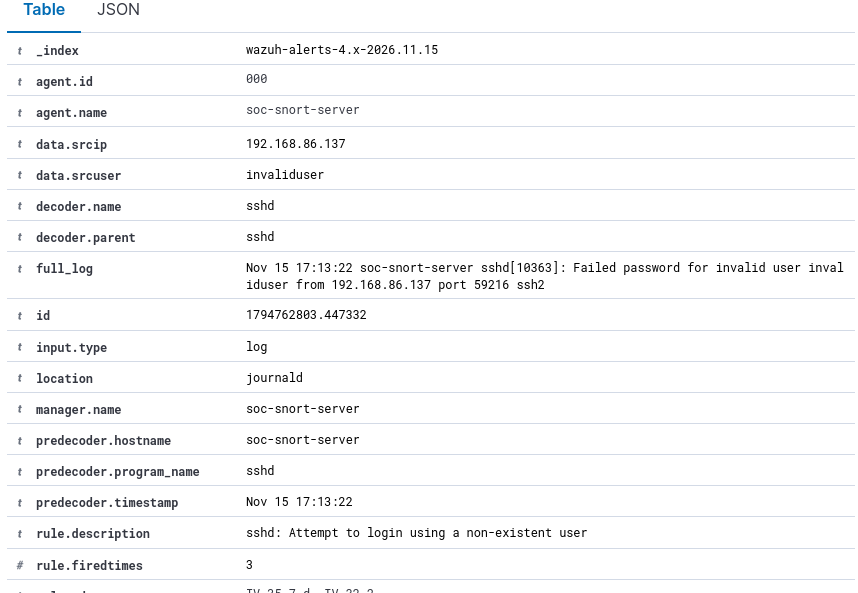 Table JSON
t _index wazuh-alerts-4.x-2026.11.15
t agent.id 000
t agent.name soc-snort-server
t data.srcip 192.168.86.137
t data.srcuser invaliduser
t decoder.name sshd
t decoder.parent sshd
t full_log Nov 15 17:13:22 soc-snort-server sshd[10363]: Failed password for invalid user inval
iduser from 192.168.86.137 port 59216 ssh2
t id 1794762803.447332
t input.type log
t location journald
t manager.name soc-snort-server
t predecoder.hostname soc-snort-server
t predecoder.program_name sshd
t predecoder.timestamp Nov 15 17:13:22
t rule.description sshd: Attempt to login using a non-existent user
# rule.firedtimes 3